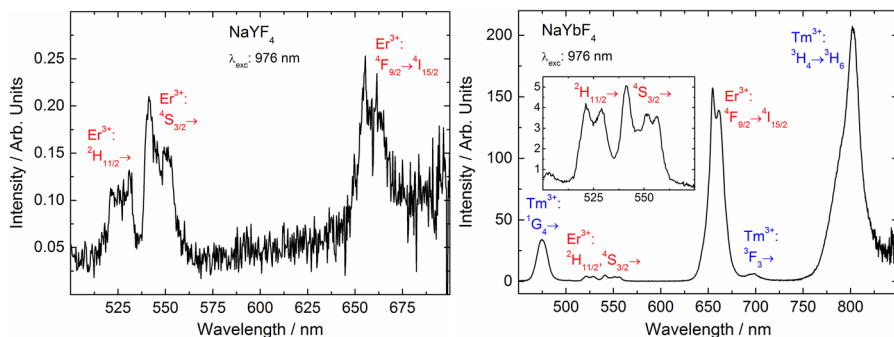 NaYF₄
λexc: 976 nm
Er³⁺:
⁴F₉/₂→⁴I₁₅/₂
Er³⁺:
⁴S₃/₂→
Er³⁺:
²H₁₁/₂→
0.25
0.20
0.15
0.10
0.05
525 550 575 600 625 650 675
Intensity / Arb. Units
Wavelength / nm
NaYbF₄
λexc: 976 nm
Tm³⁺:
³H₄→³H₆
²H₁₁/₂→ ⁴S₃/₂→
Er³⁺:
⁴F₉/₂→⁴I₁₅/₂
5
4
3
2
1
525 550
Tm³⁺:
¹G₄→
Er³⁺:
²H₁₁/₂,⁴S₃/₂→
Tm³⁺:
³F₃→
200
150
100
50
0
450 500 550 600 650 700 750 800
Intensity / Arb. Units
Wavelength / nm